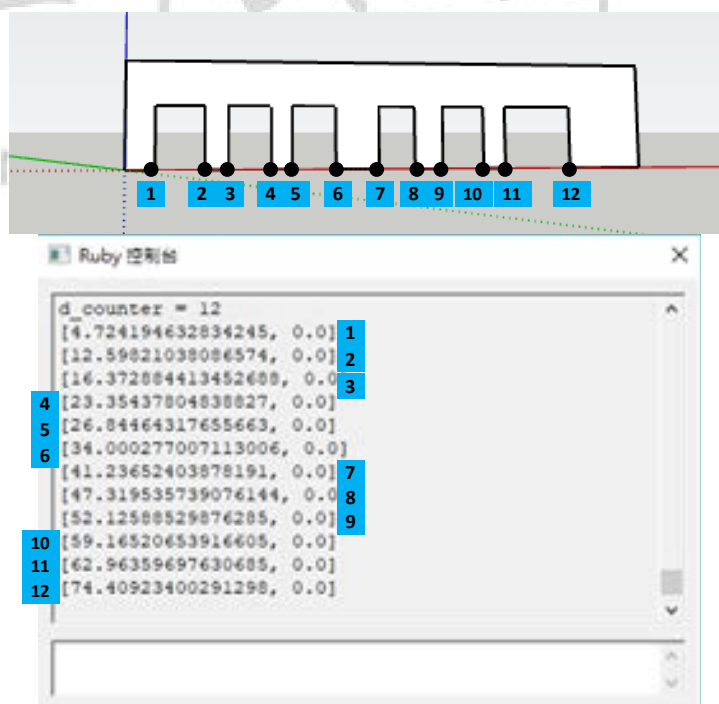 1 2 3 4 5 6 7 8 9 10 11 12
Ruby 控制台
d_counter = 12
[4.724194632834245, 0.0] 1
[12.59821038086574, 0.0] 2
[16.372884413452688, 0.0 3
4 [23.35437804838827, 0.0]
5 [26.84464317655663, 0.0]
6 [34.000277007113006, 0.0]
[41.23652403878191, 0.0] 7
[47.319535739076144, 0.0 8
[52.12588529876285, 0.0] 9
10 [59.16520653916605, 0.0]
11 [62.96359697630685, 0.0]
12 [74.40923400291298, 0.0]